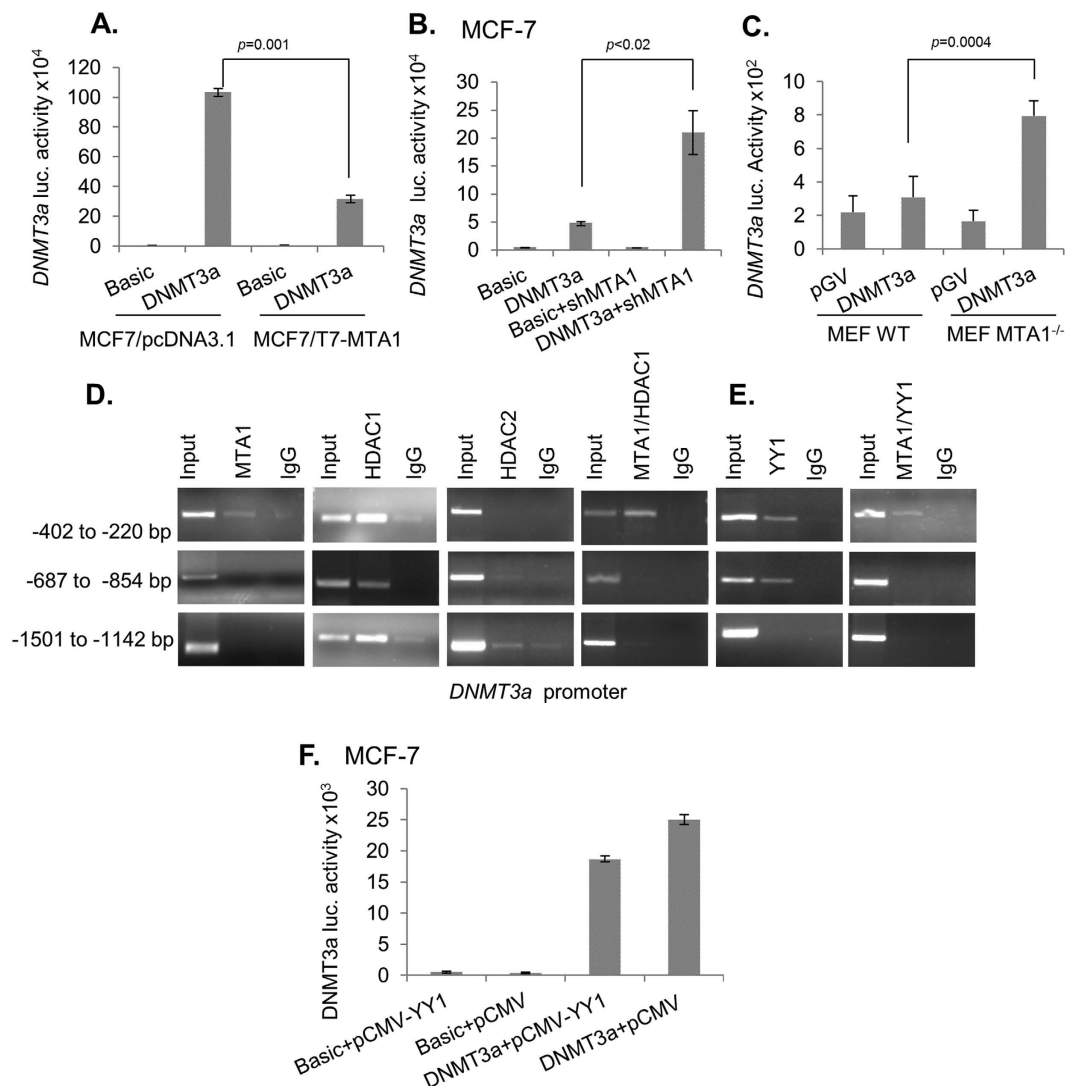 A.
p=0.001
DNMT3a luc. activity x10⁴
120
100
80
60
40
20
0
Basic
DNMT3a
Basic
DNMT3a
MCF7/pcDNA3.1
MCF7/T7-MTA1
B. MCF-7
p<0.02
DNMT3a luc. activity x10⁴
30
25
20
15
10
5
0
Basic
DNMT3a
Basic+shMTA1
DNMT3a+shMTA1
C.
p=0.0004
DNMT3a luc. Activity x10²
10
8
6
4
2
0
pGV
DNMT3a
pGV
DNMT3a
MEF WT
MEF MTA1⁻/⁻
D.
Input
MTA1
IgG
Input
HDAC1
IgG
Input
HDAC2
IgG
Input
MTA1/HDAC1
IgG
E.
Input
YY1
IgG
Input
MTA1/YY1
IgG
-402 to -220 bp
-687 to -854 bp
-1501 to -1142 bp
DNMT3a promoter
F. MCF-7
DNMT3a luc. activity x10³
30
25
20
15
10
5
0
Basic+pCMV-YY1
Basic+pCMV
DNMT3a+pCMV-YY1
DNMT3a+pCMV